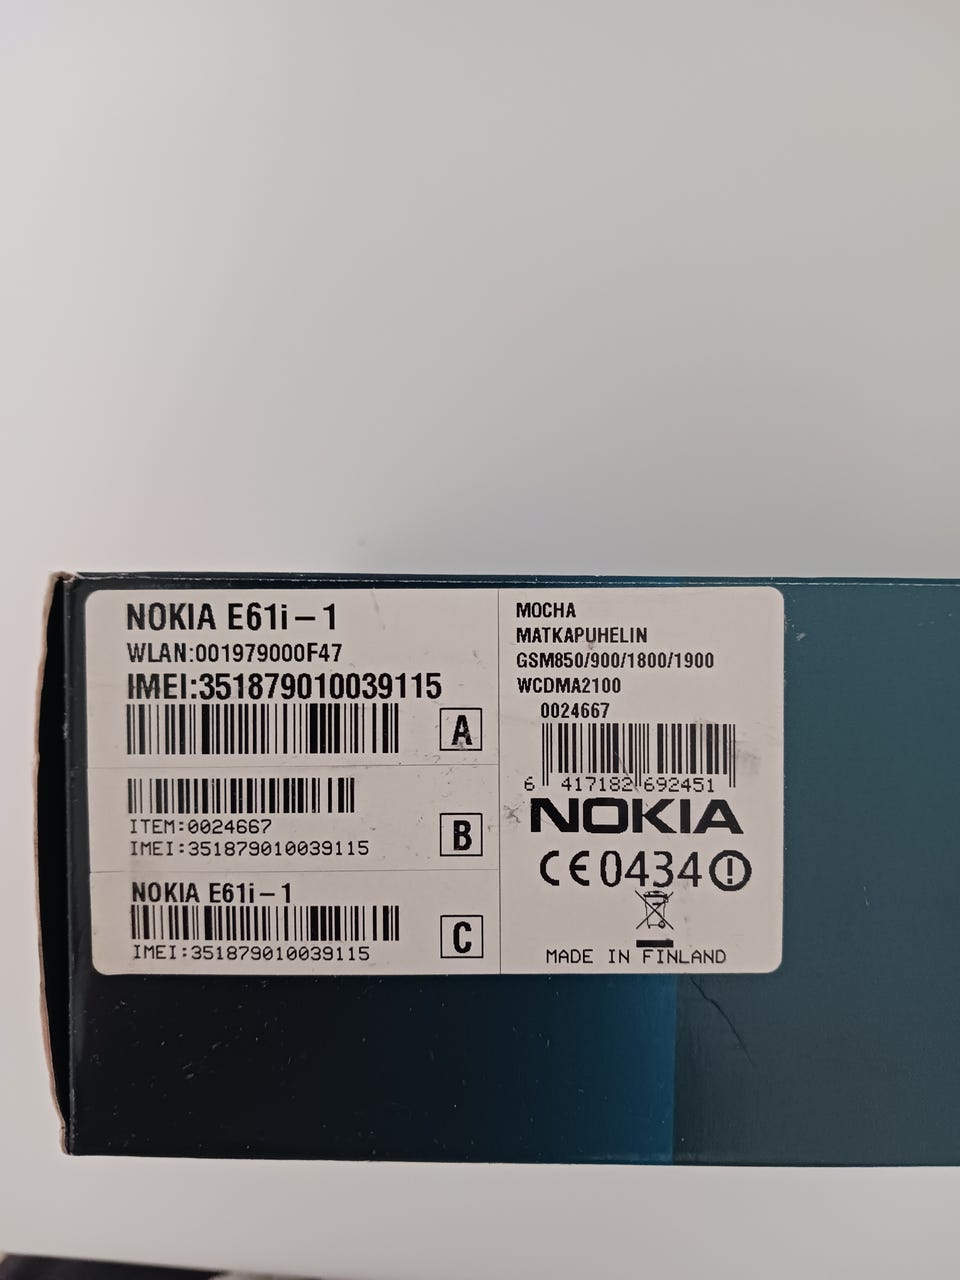 NOKIA E61i-1
WLAN:001979000F47
IMEI:351879010039115
A
ITEM:0024667
IMEI:351879010039115
B
NOKIA E61i-1
IMEI:351879010039115
C
MOCHA
MATKAPUHELIN
GSM850/900/1800/1900
WCDMA2100
0024667
6 417182 692451
NOKIA
CE0434
MADE IN FINLAND